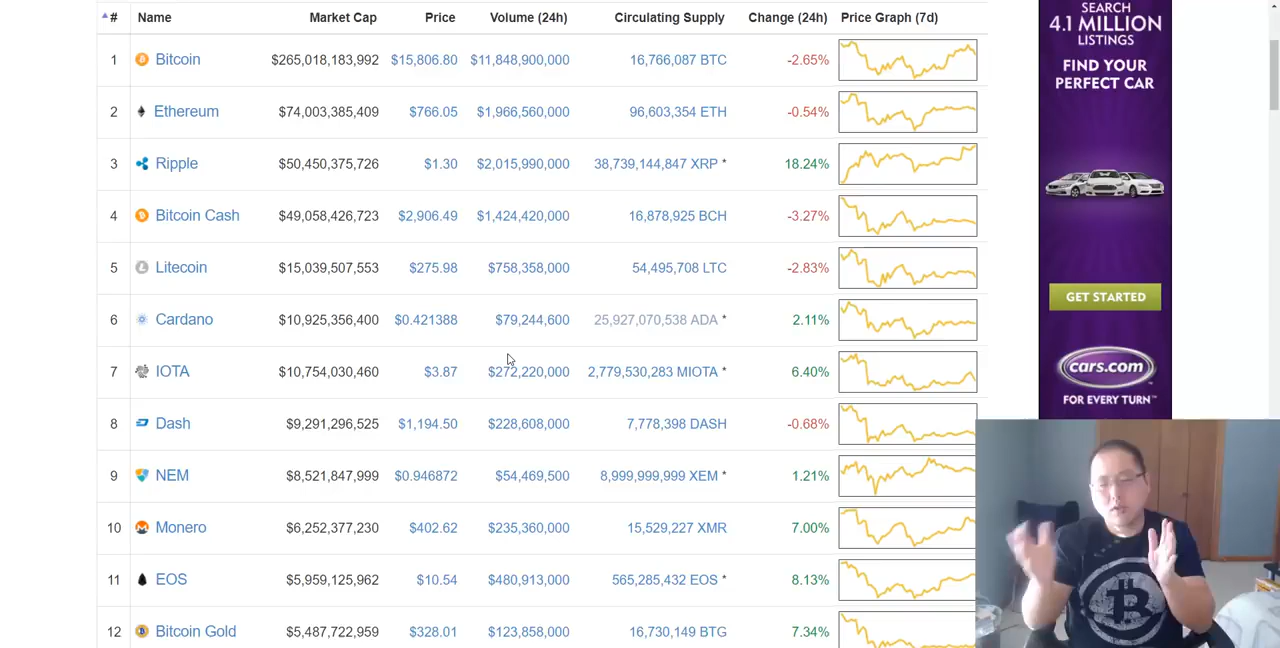 # Name Market Cap Price Volume (24h) Circulating Supply Change (24h) Price Graph (7d)
1 Bitcoin $265,018,183,992 $15,806.80 $11,848,900,000 16,766,087 BTC -2.65%
2 Ethereum $74,003,385,409 $766.05 $1,966,560,000 96,603,354 ETH -0.54%
3 Ripple $50,450,375,726 $1.30 $2,015,990,000 38,739,144,847 XRP * 18.24%
4 Bitcoin Cash $49,058,426,723 $2,906.49 $1,424,420,000 16,878,925 BCH -3.27%
5 Litecoin $15,039,507,553 $275.98 $758,358,000 54,495,708 LTC -2.83%
6 Cardano $10,925,356,400 $0.421388 $79,244,600 25,927,070,538 ADA * 2.11%
7 IOTA $10,754,030,460 $3.87 $272,220,000 2,779,530,283 MIOTA * 6.40%
8 Dash $9,291,296,525 $1,194.50 $228,608,000 7,778,398 DASH -0.68%
9 NEM $8,521,847,999 $0.946872 $54,469,500 8,999,999,999 XEM * 1.21%
10 Monero $6,252,377,230 $402.62 $235,360,000 15,529,227 XMR 7.00%
11 EOS $5,959,125,962 $10.54 $480,913,000 565,285,432 EOS * 8.13%
12 Bitcoin Gold $5,487,722,959 $328.01 $123,858,000 16,730,149 BTG 7.34%
SEARCH
4.1 MILLION
LISTINGS
FIND YOUR
PERFECT CAR
GET STARTED
cars.com
FOR EVERY TURN™